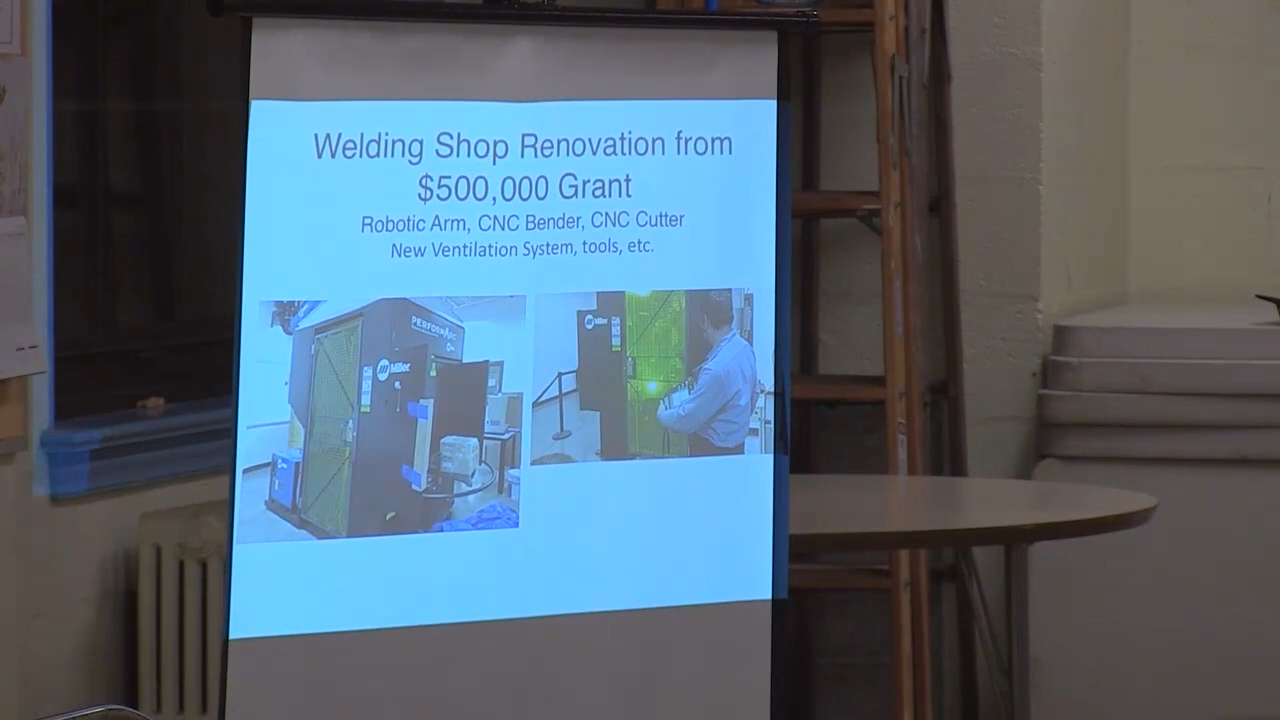 Welding Shop Renovation from
$500,000 Grant
Robotic Arm, CNC Bender, CNC Cutter
New Ventilation System, tools, etc.
PERFORMARC
Miller
Miller